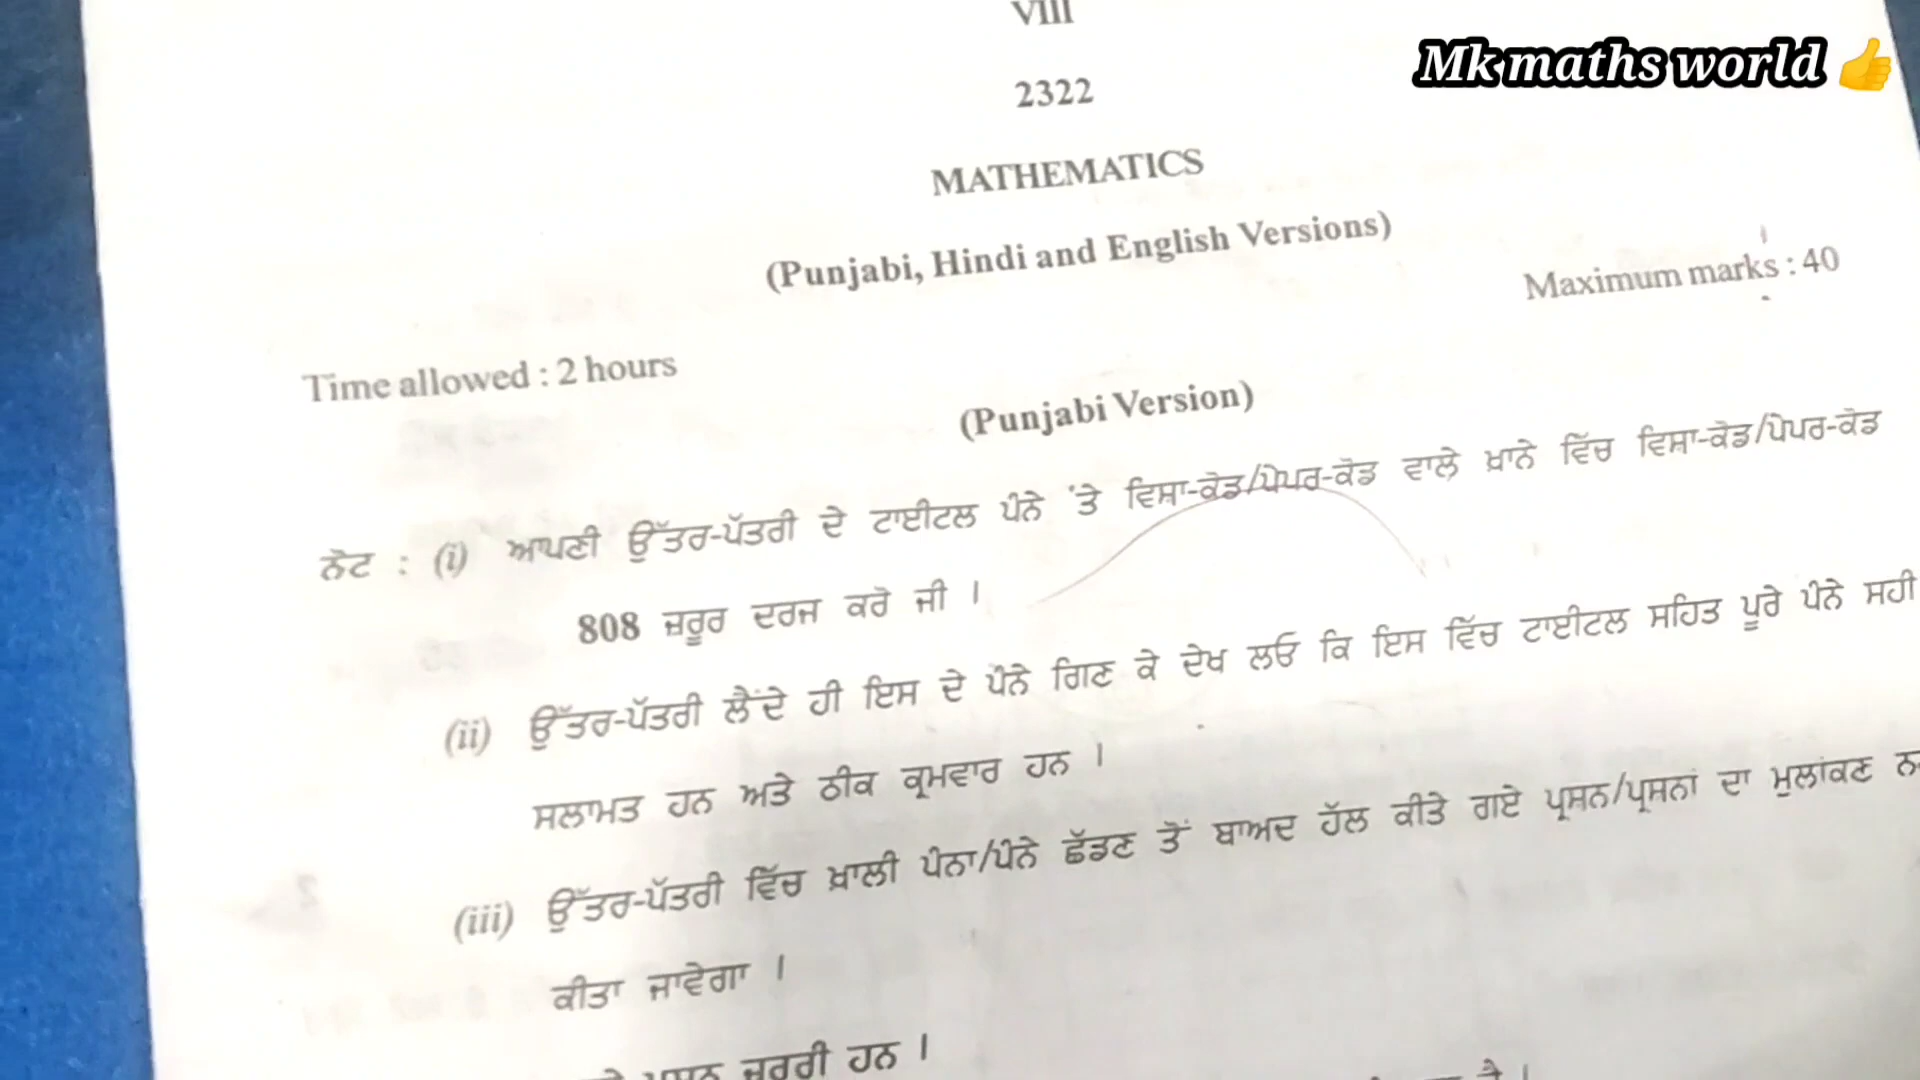 VIII
Mk maths world 👍
2322
MATHEMATICS
(Punjabi, Hindi and English Versions)
Maximum marks : 40
Time allowed : 2 hours
(Punjabi Version)
ਨੋਟ : (i) ਆਪਣੀ ਉੱਤਰ-ਪੱਤਰੀ ਦੇ ਟਾਈਟਲ ਪੰਨੇ 'ਤੇ ਵਿਸ਼ਾ-ਕੋਡ/ਪੇਪਰ-ਕੋਡ ਵਾਲੇ ਖ਼ਾਨੇ ਵਿੱਚ ਵਿਸ਼ਾ-ਕੋਡ/ਪੇਪਰ-ਕੋਡ
808 ਜ਼ਰੂਰ ਦਰਜ ਕਰੋ ਜੀ ।
(ii) ਉੱਤਰ-ਪੱਤਰੀ ਲੈਂਦੇ ਹੀ ਇਸ ਦੇ ਪੰਨੇ ਗਿਣ ਕੇ ਦੇਖ ਲਓ ਕਿ ਇਸ ਵਿੱਚ ਟਾਈਟਲ ਸਹਿਤ ਪੂਰੇ ਪੰਨੇ ਸਹੀ
ਸਲਾਮਤ ਹਨ ਅਤੇ ਠੀਕ ਕ੍ਰਮਵਾਰ ਹਨ ।
(iii) ਉੱਤਰ-ਪੱਤਰੀ ਵਿੱਚ ਖ਼ਾਲੀ ਪੰਨਾ/ਪੰਨੇ ਛੱਡਣ ਤੋਂ ਬਾਅਦ ਹੱਲ ਕੀਤੇ ਗਏ ਪ੍ਰਸ਼ਨ/ਪ੍ਰਸ਼ਨਾਂ ਦਾ ਮੁਲਾਂਕਣ
ਕੀਤਾ ਜਾਵੇਗਾ ।
ਜ਼ਰੂਰੀ ਹਨ ।